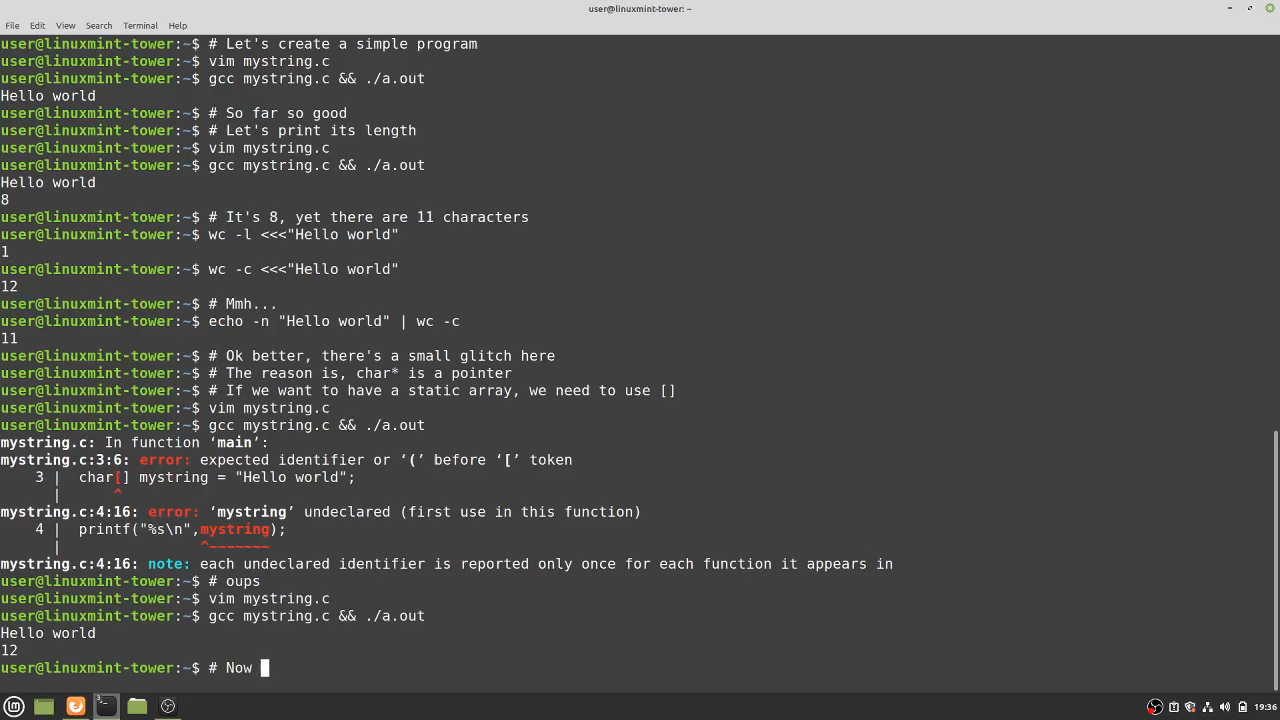 user@linuxmint-tower: ~
File Edit View Search Terminal Help
user@linuxmint-tower:~$ # Let's create a simple program
user@linuxmint-tower:~$ vim mystring.c
user@linuxmint-tower:~$ gcc mystring.c && ./a.out
Hello world
user@linuxmint-tower:~$ # So far so good
user@linuxmint-tower:~$ # Let's print its length
user@linuxmint-tower:~$ vim mystring.c
user@linuxmint-tower:~$ gcc mystring.c && ./a.out
Hello world
8
user@linuxmint-tower:~$ # It's 8, yet there are 11 characters
user@linuxmint-tower:~$ wc -l <<<"Hello world"
1
user@linuxmint-tower:~$ wc -c <<<"Hello world"
12
user@linuxmint-tower:~$ # Mmh...
user@linuxmint-tower:~$ echo -n "Hello world" | wc -c
11
user@linuxmint-tower:~$ # Ok better, there's a small glitch here
user@linuxmint-tower:~$ # The reason is, char* is a pointer
user@linuxmint-tower:~$ # If we want to have a static array, we need to use []
user@linuxmint-tower:~$ vim mystring.c
user@linuxmint-tower:~$ gcc mystring.c && ./a.out
mystring.c: In function ‘main’:
mystring.c:3:6: error: expected identifier or ‘(’ before ‘[’ token
3 | char[] mystring = "Hello world";
| ^
mystring.c:4:16: error: ‘mystring’ undeclared (first use in this function)
4 | printf("%s\n",mystring);
| ^~~~~~~~
mystring.c:4:16: note: each undeclared identifier is reported only once for each function it appears in
user@linuxmint-tower:~$ # oups
user@linuxmint-tower:~$ vim mystring.c
user@linuxmint-tower:~$ gcc mystring.c && ./a.out
Hello world
12
user@linuxmint-tower:~$ # Now
3
19:36